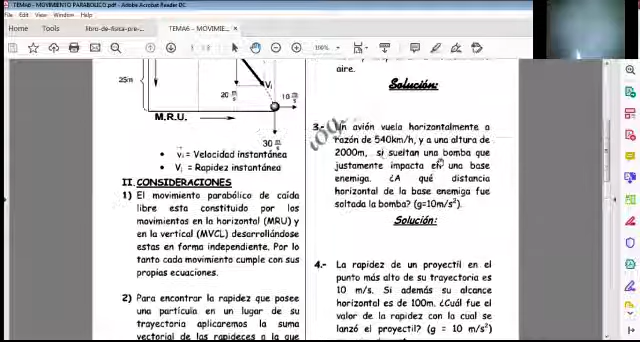 TEMA6 - MOVIMIENTO PARABOLICO.pdf - Adobe Acrobat Reader DC
File Edit View Window Help
Home Tools libro-de-fisica-pre-... TEMA6 - MOVIMIE... ×
100%
25m
20 m/s
Vi
10 m/s
M.R.U.
30 m/s
• v⃗i = Velocidad instantánea
• Vi = Rapidez instantánea
II. CONSIDERACIONES
1) El movimiento parabólico de caída
libre esta constituido por los
movimientos en la horizontal (MRU) y
en la vertical (MVCL) desarrollándose
estas en forma independiente. Por lo
tanto cada movimiento cumple con sus
propias ecuaciones.
2) Para encontrar la rapidez que posee
una partícula en un lugar de su
trayectoria aplicaremos la suma
vectorial de las rapideces a la que
aire.
Solución:
3.- Un avión vuela horizontalmente a
razón de 540km/h, y a una altura de
2000m, si sueltan una bomba que
justamente impacta en una base
enemiga. ¿A qué distancia
horizontal de la base enemiga fue
soltada la bomba? (g=10m/s²).
Solución:
4.- La rapidez de un proyectil en el
punto más alto de su trayectoria es
10 m/s. Si además su alcance
horizontal es de 100m. ¿Cuál fue el
valor de la rapidez con la cual se
lanzó el proyectil? (g = 10 m/s²)